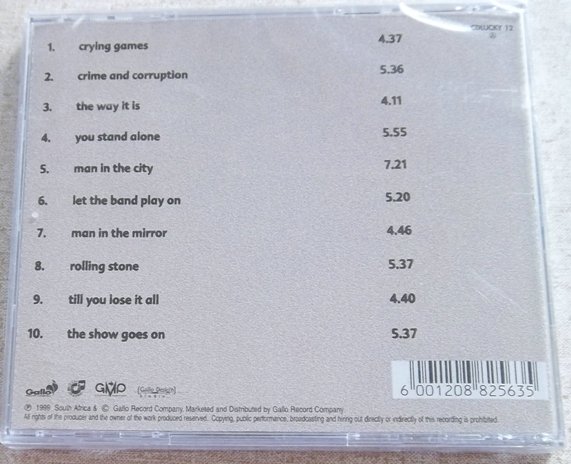 CDLUCKY 12
1. crying games 4.37
2. crime and corruption 5.36
3. the way it is 4.11
4. you stand alone 5.55
5. man in the city 7.21
6. let the band play on 5.20
7. man in the mirror 4.46
8. rolling stone 5.37
9. till you lose it all 4.40
10. the show goes on 5.37
Gallo GMP Gallo Design
6 001208 825635
℗ 1999 South Africa & © Gallo Record Company. Marketed and Distributed by Gallo Record Company.
All rights of the producer and the owner of the work produced reserved. Copying, public performance, broadcasting and hiring out directly or indirectly of this recording is prohibited.